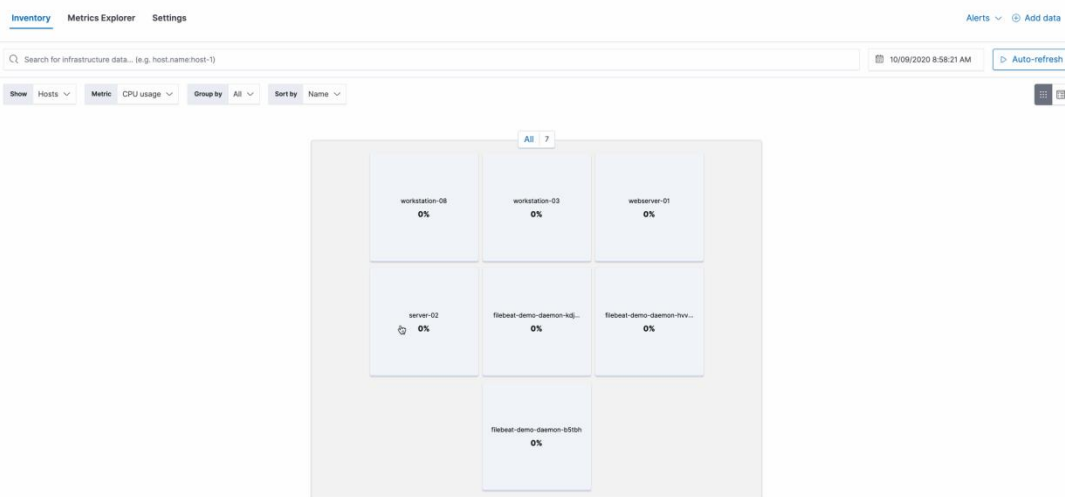 Inventory Metrics Explorer Settings Alerts Add data
Search for infrastructure data... (e.g. host.name:host-1) 10/09/2020 8:58:21 AM Auto-refresh
Show Hosts Metric CPU usage Group by All Sort by Name
All 7
workstation-08 workstation-03 webserver-01
0% 0% 0%
server-02 filebeat-demo-daemon-kdj... filebeat-demo-daemon-hvv...
0% 0% 0%
filebeat-demo-daemon-b5tbh
0%